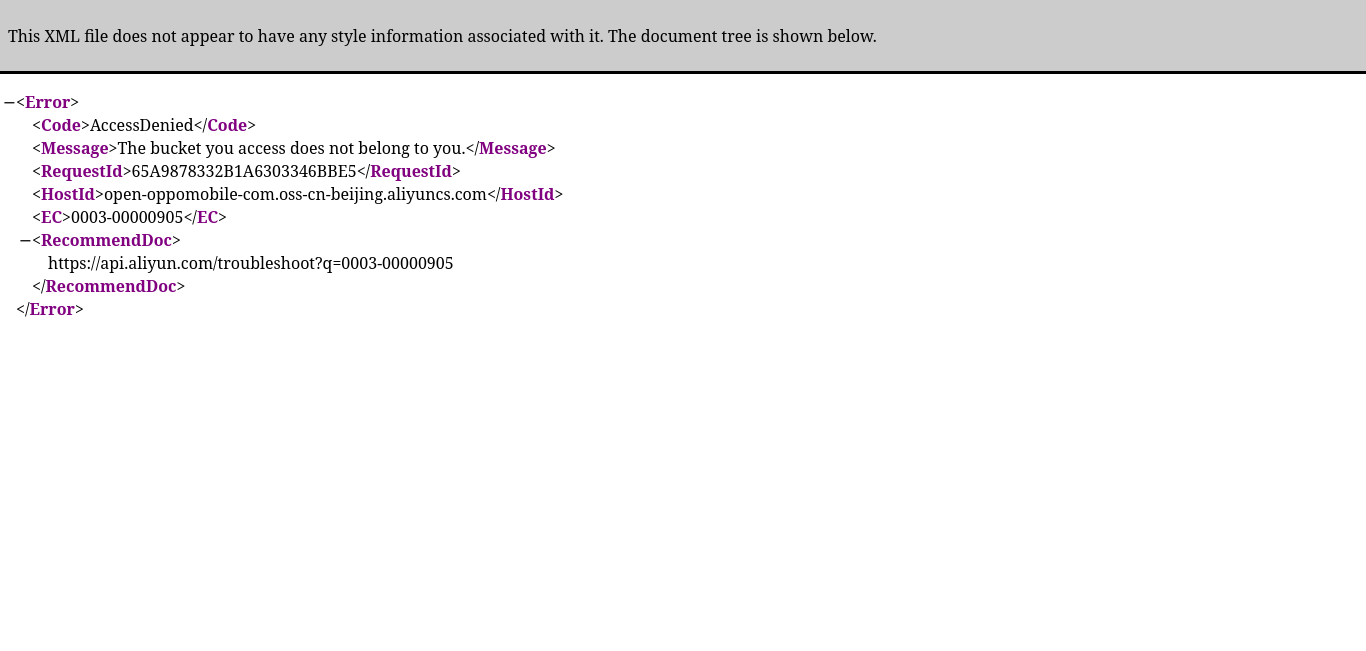 This XML file does not appear to have any style information associated with it. The document tree is shown below.
−<Error>
<Code>AccessDenied</Code>
<Message>The bucket you access does not belong to you.</Message>
<RequestId>65A9878332B1A6303346BBE5</RequestId>
<HostId>open-oppomobile-com.oss-cn-beijing.aliyuncs.com</HostId>
<EC>0003-00000905</EC>
−<RecommendDoc>
https://api.aliyun.com/troubleshoot?q=0003-00000905
</RecommendDoc>
</Error>